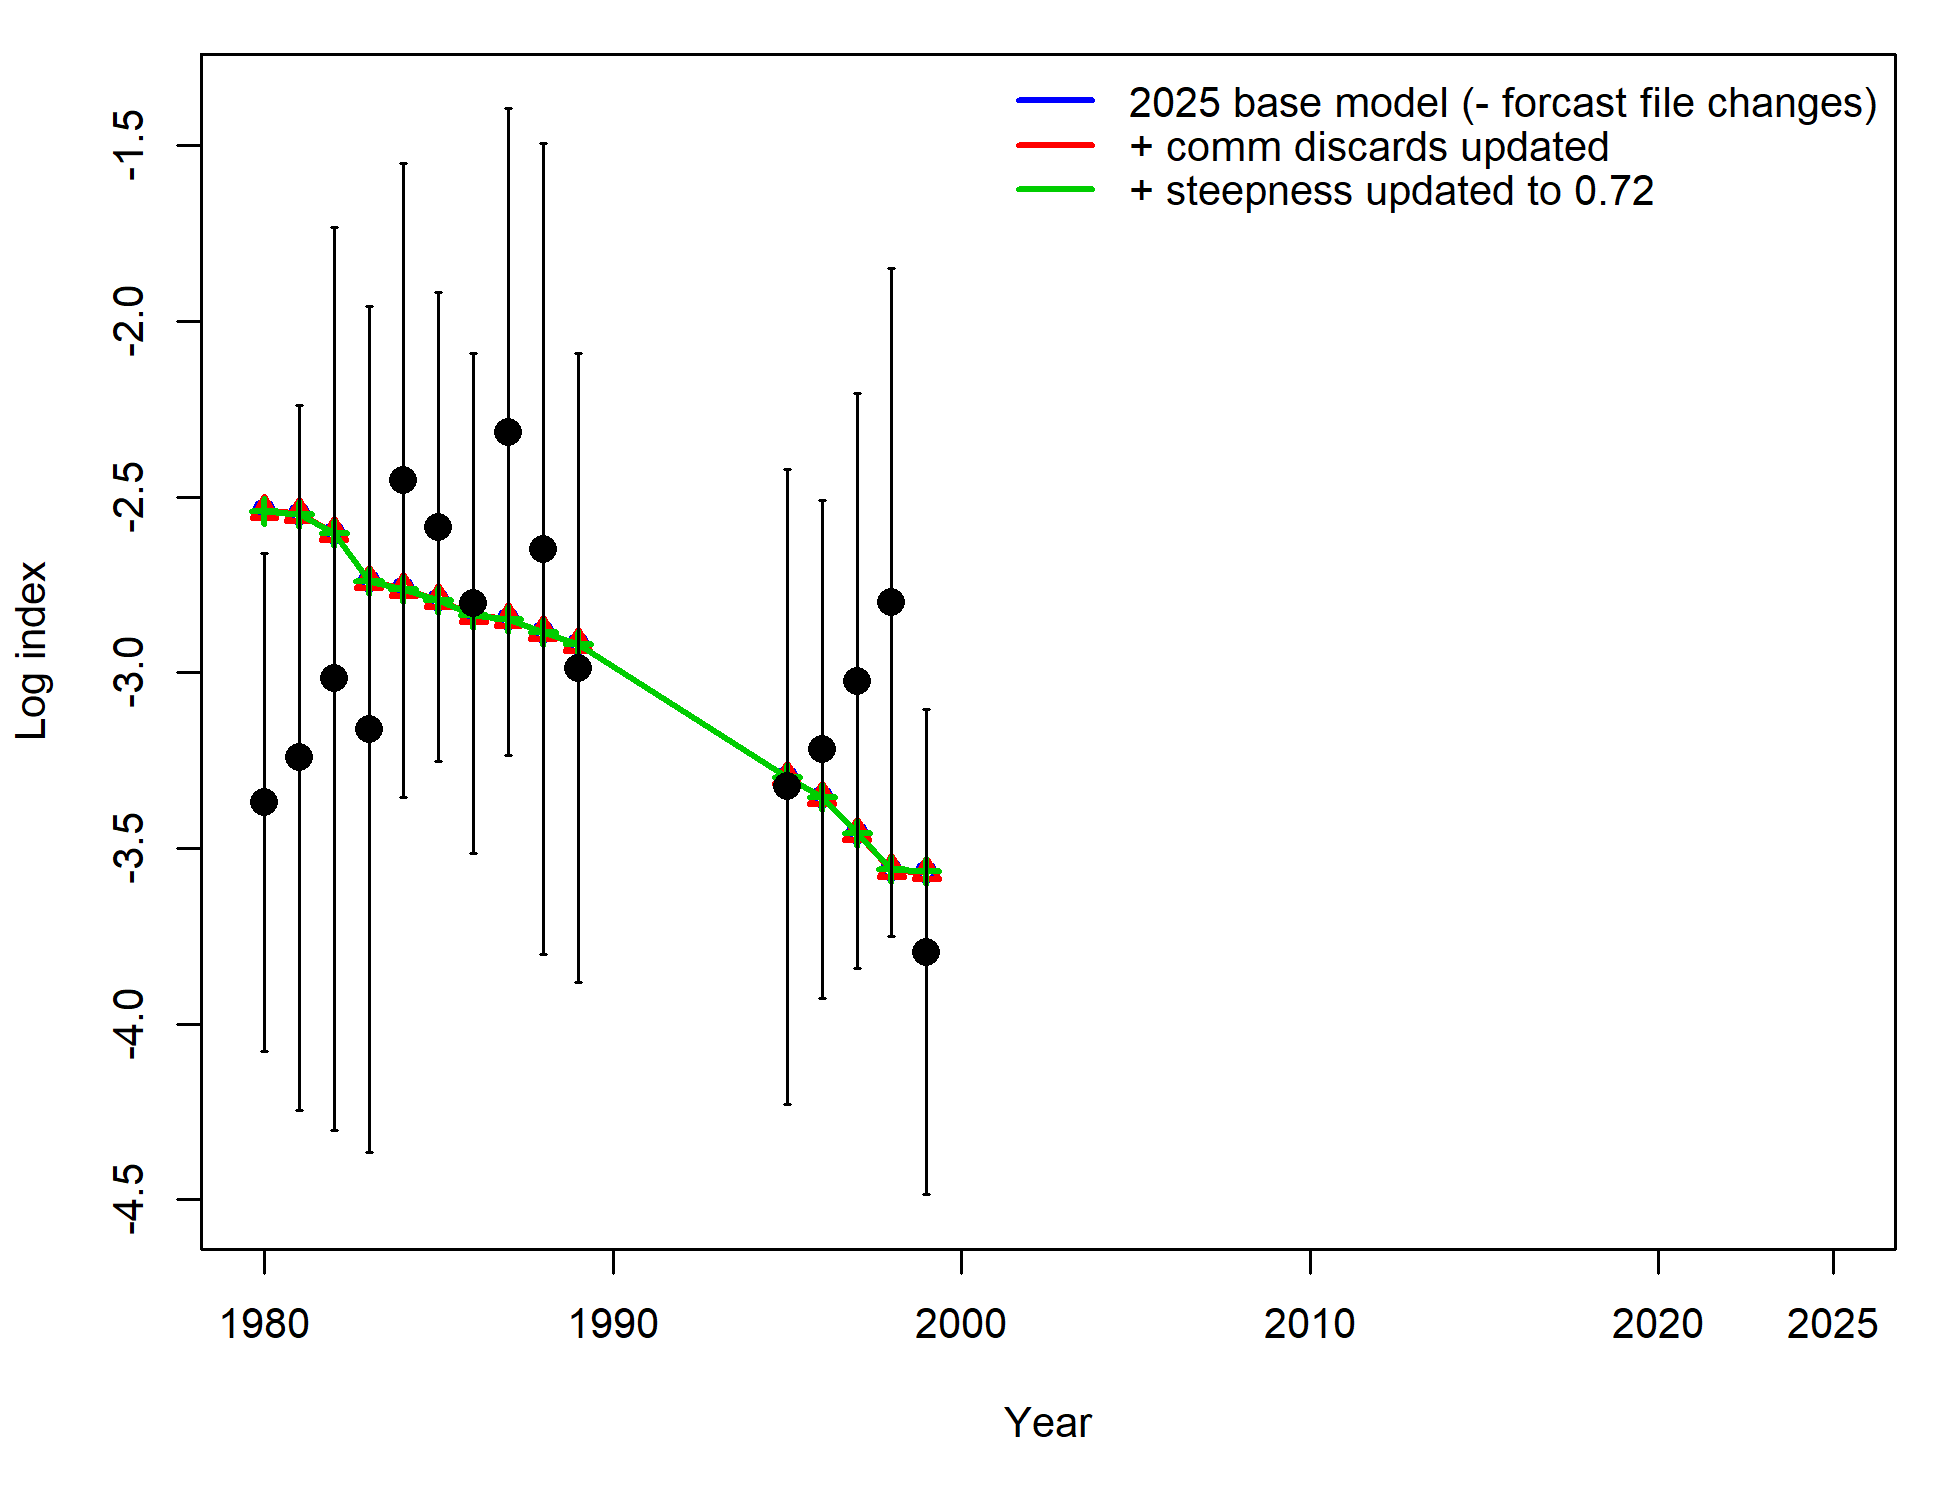 2025 base model (- forcast file changes)
+ comm discards updated
+ steepness updated to 0.72
Log index
-1.5
-2.0
-2.5
-3.0
-3.5
-4.0
-4.5
1980 1990 2000 2010 2020 2025
Year